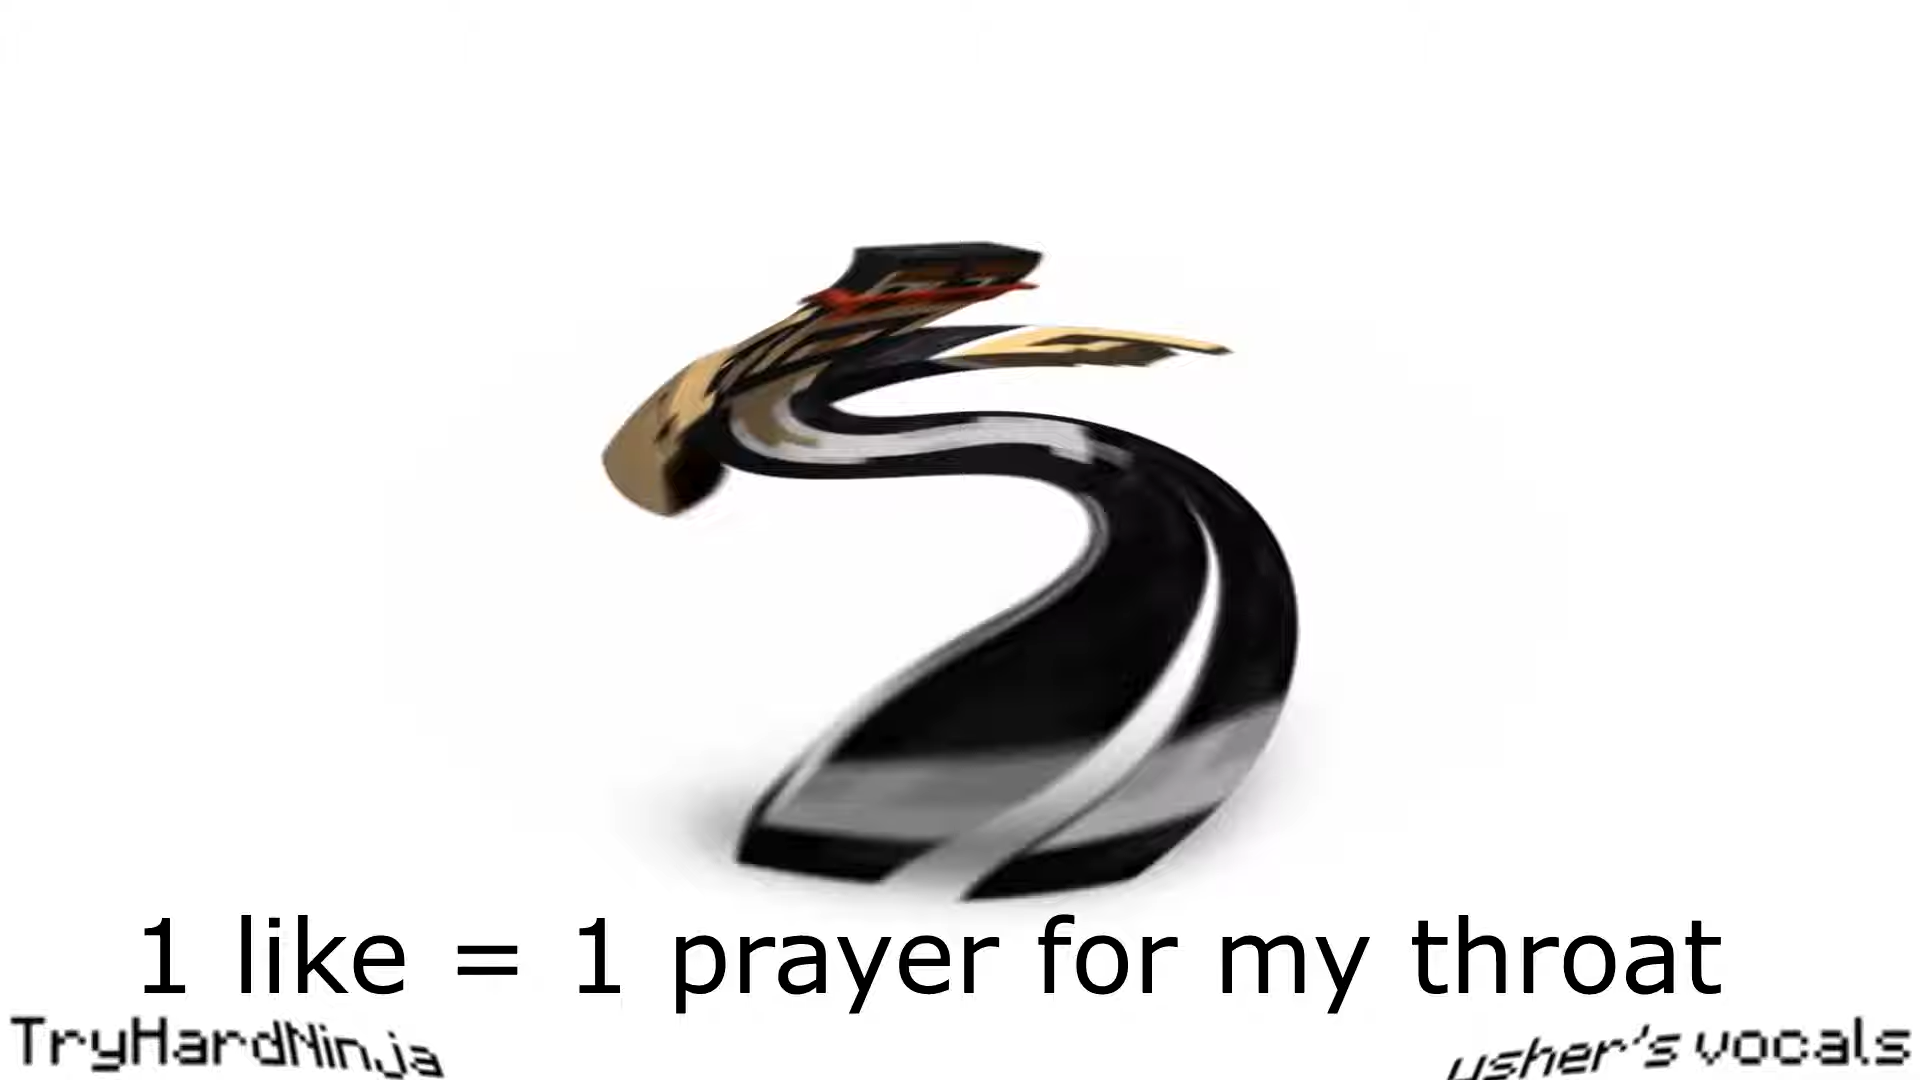 1 like = 1 prayer for my throat
TryHardNinja
usher's vocals